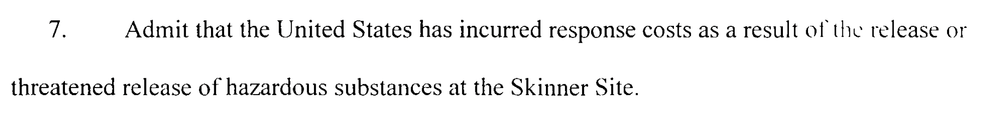 7. Admit that the United States has incurred response costs as a result of the release or
threatened release of hazardous substances at the Skinner Site.